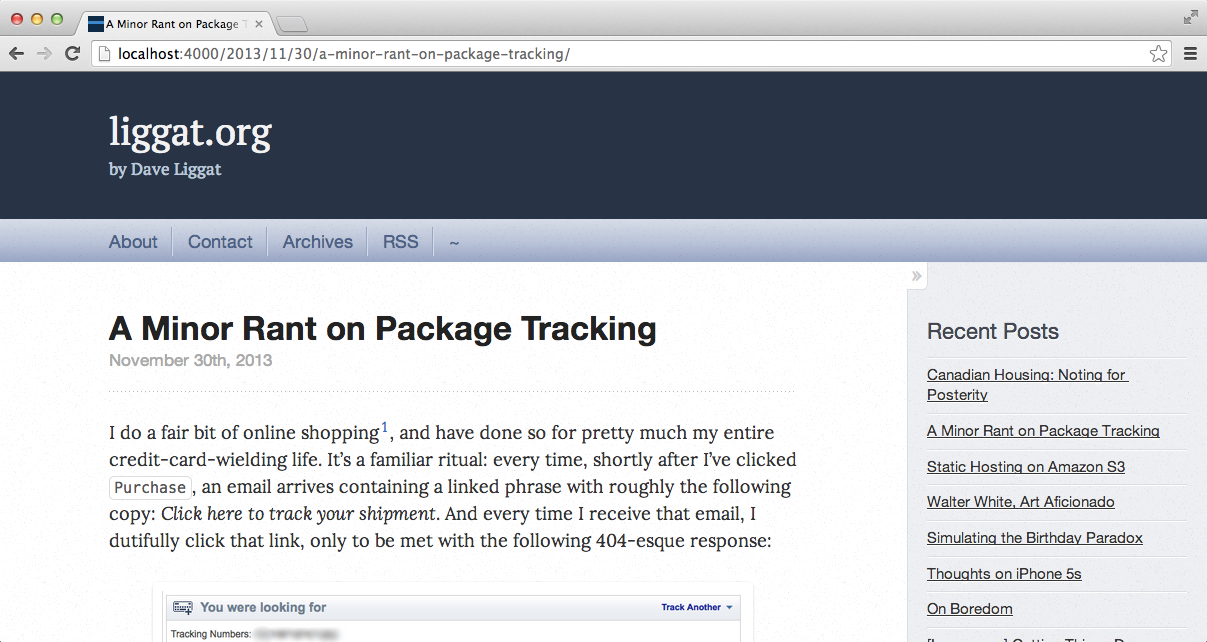 A Minor Rant on Package T
localhost:4000/2013/11/30/a-minor-rant-on-package-tracking/
liggat.org
by Dave Liggat
About
Contact
Archives
RSS
~
»
A Minor Rant on Package Tracking
November 30th, 2013
I do a fair bit of online shopping1, and have done so for pretty much my entire
credit-card-wielding life. It's a familiar ritual: every time, shortly after I've clicked
Purchase, an email arrives containing a linked phrase with roughly the following
copy: Click here to track your shipment. And every time I receive that email, I
dutifully click that link, only to be met with the following 404-esque response:
You were looking for
Track Another
Tracking Numbers:
Recent Posts
Canadian Housing: Noting for
Posterity
A Minor Rant on Package Tracking
Static Hosting on Amazon S3
Walter White, Art Aficionado
Simulating the Birthday Paradox
Thoughts on iPhone 5s
On Boredom